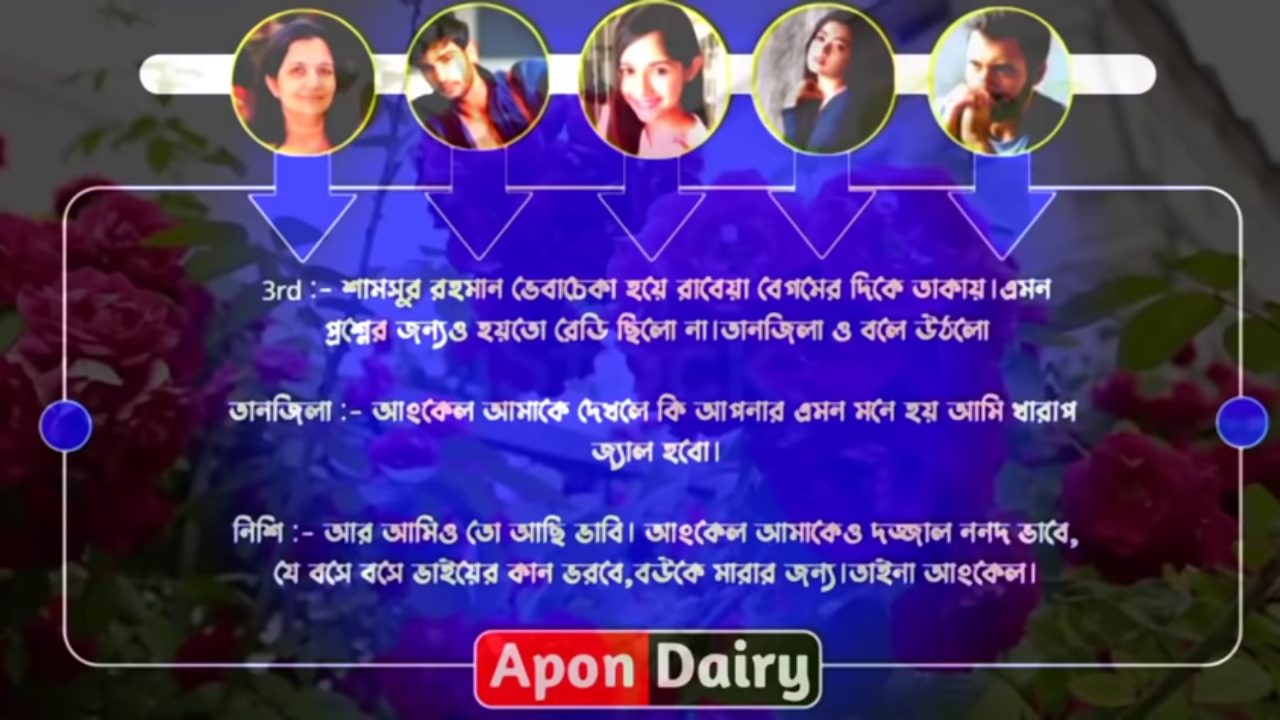 3rd :- শামসুর রহমান ভেবাচেকা হয়ে রাবেয়া বেগমের দিকে তাকায়।এমন
প্রশ্নের জন্যও হয়তো রেডি ছিলো না।তানজিলা ও বলে উঠলো
তানজিলা :- আংকেল আমাকে দেখলে কি আপনার এমন মনে হয় আমি খারাপ
জ্যাল হবো।
নিশি :- আর আমিও তো আছি ভাবি। আংকেল আমাকেও দজ্জাল ননদ ভাবে,
যে বসে বসে ভাইয়ের কান ভরবে,বউকে মারার জন্য।তাইনা আংকেল।
Apon Dairy